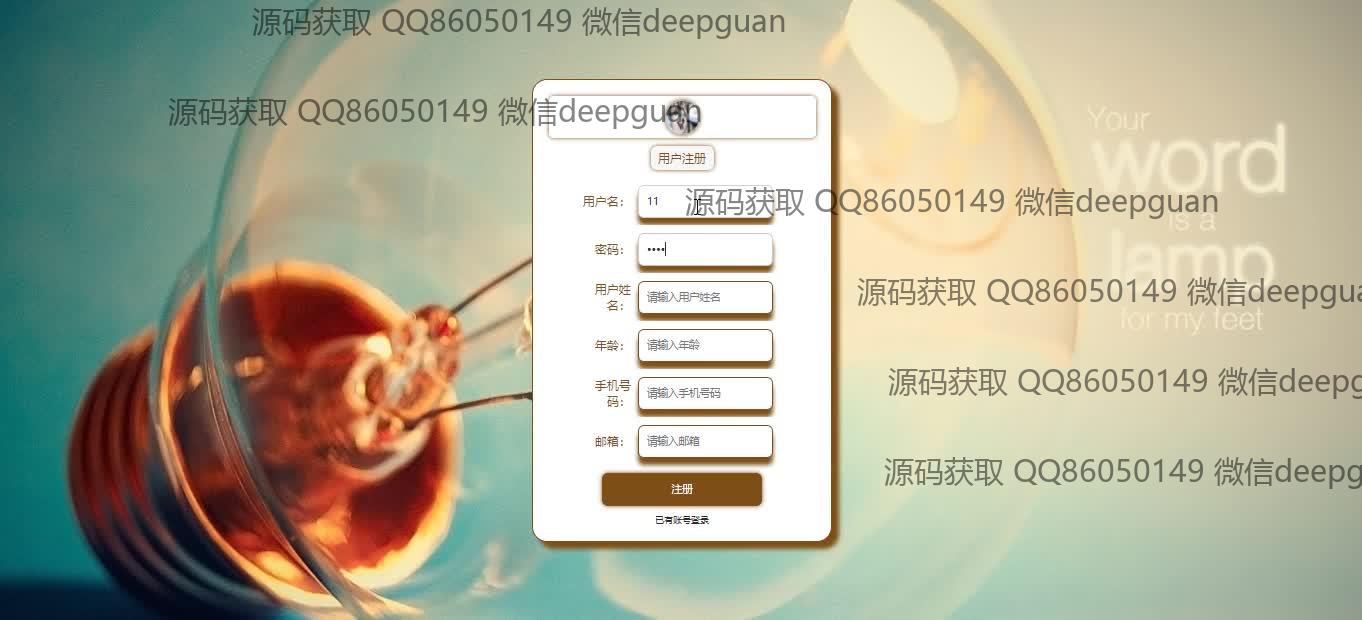 源码获取 QQ86050149 微信deepguan
源码获取 QQ86050149 微信deepguan
用户注册
用户名：
11
源码获取 QQ86050149 微信deepguan
密码：
••••
用户姓
名：
请输入用户姓名
年龄：
请输入年龄
手机号
码：
请输入手机号码
邮箱：
请输入邮箱
注册
已有账号登录
Your
word
is a
lamp
for my feet
源码获取 QQ86050149 微信deepgua
源码获取 QQ86050149 微信deepg
源码获取 QQ86050149 微信deepg